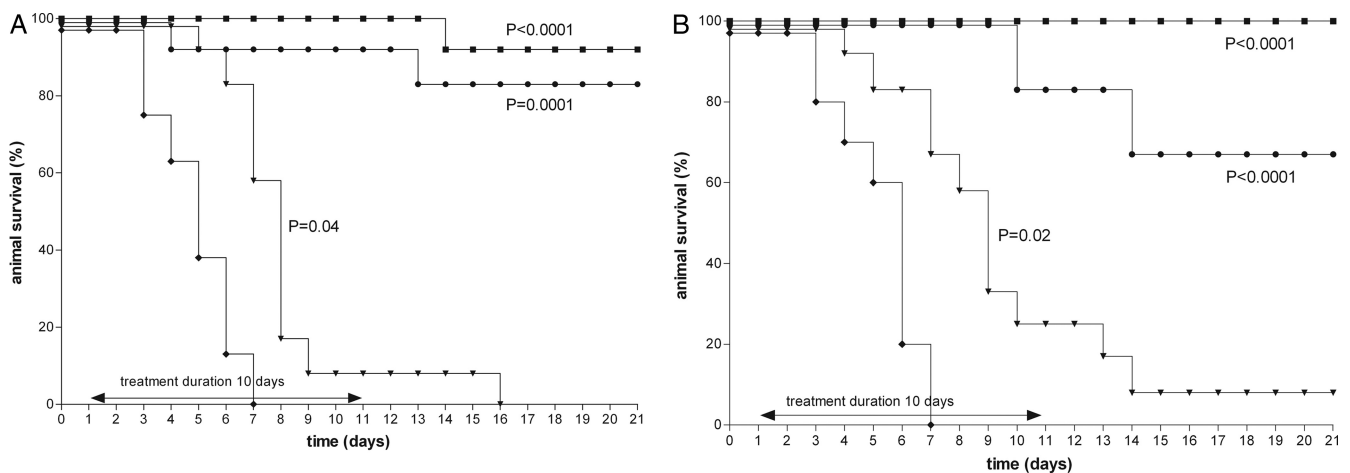 A
100
80
60
40
20
0
animal survival (%)
P<0.0001
P=0.0001
P=0.04
treatment duration 10 days
0 1 2 3 4 5 6 7 8 9 10 11 12 13 14 15 16 17 18 19 20 21
time (days)
B
100
80
60
40
20
0
animal survival (%)
P<0.0001
P<0.0001
P=0.02
treatment duration 10 days
0 1 2 3 4 5 6 7 8 9 10 11 12 13 14 15 16 17 18 19 20 21
time (days)